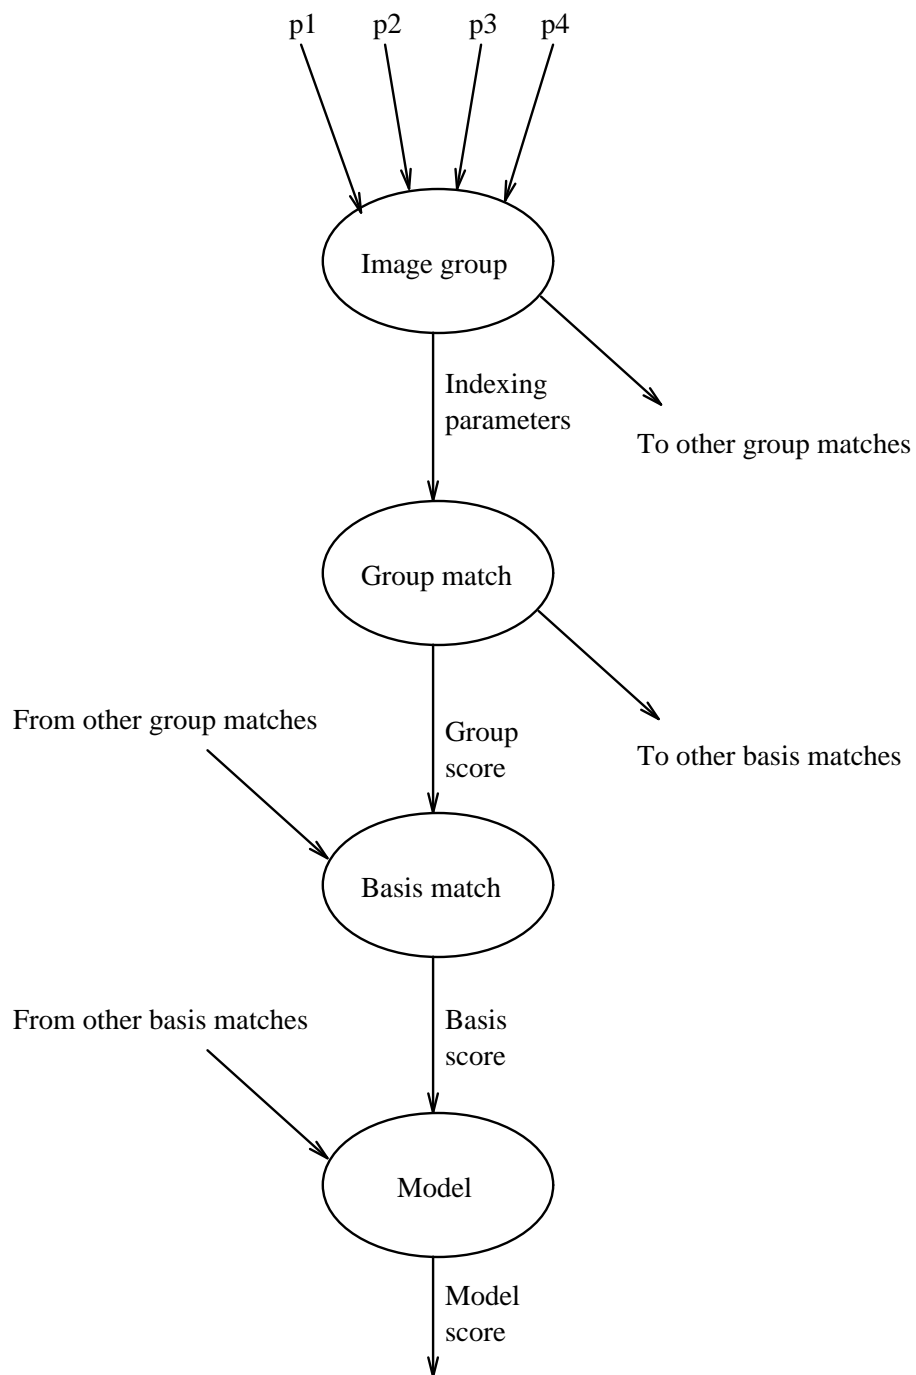 p1 p2 p3 p4
Image group
Indexing
parameters
To other group matches
Group match
From other group matches
Group
score
To other basis matches
Basis match
From other basis matches
Basis
score
Model
Model
score